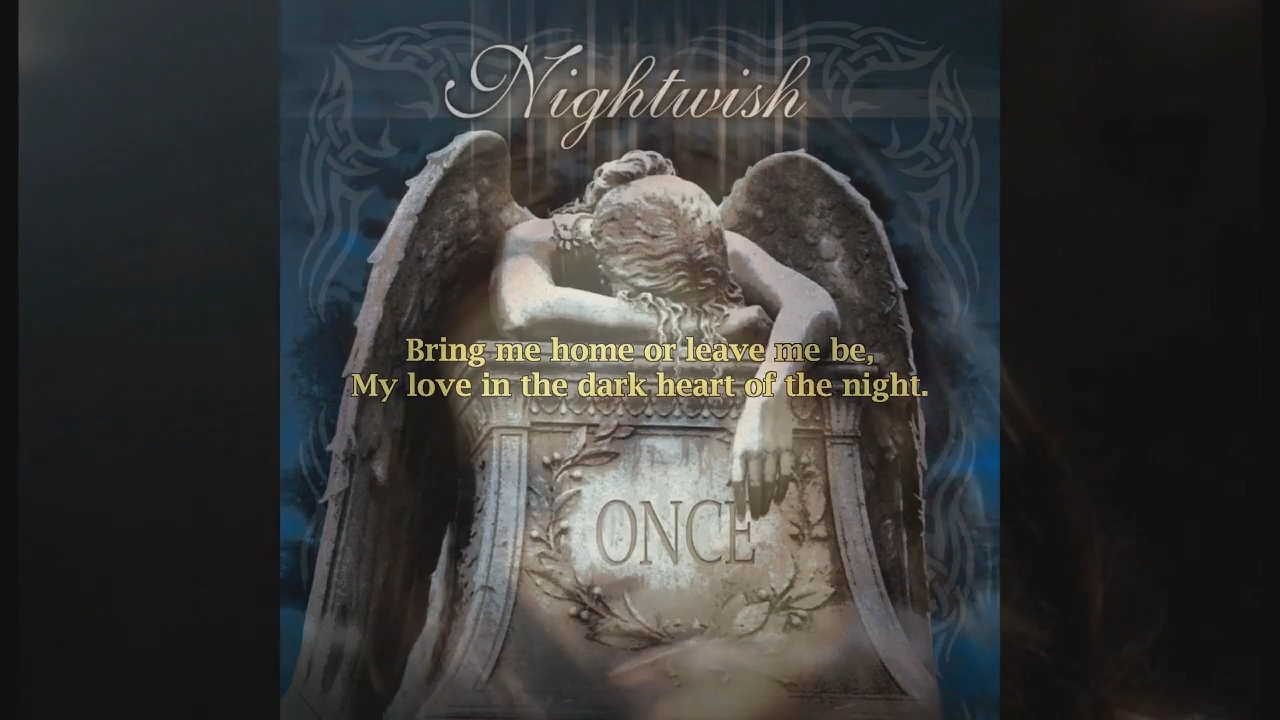 Nightwish
Bring me home or leave me be,
My love in the dark heart of the night.
ONCE